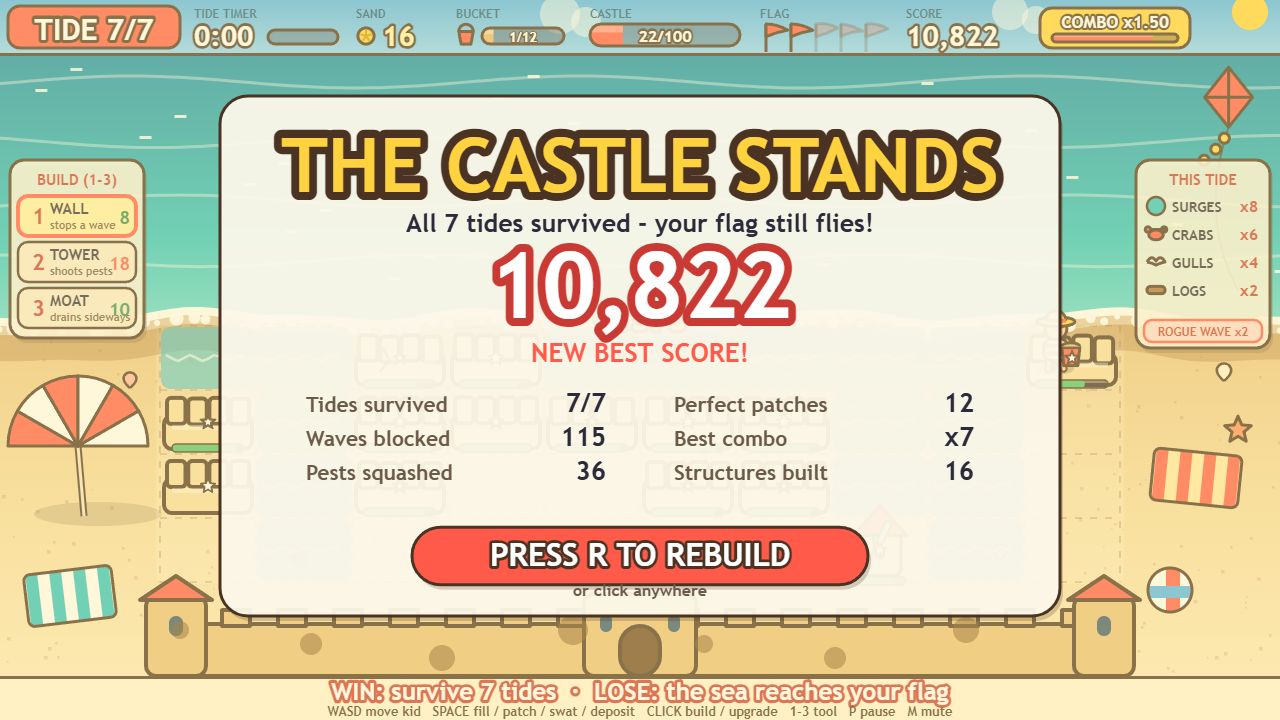 TIDE 7/7
TIDE TIMER
0:00
SAND
16
BUCKET
1/12
CASTLE
22/100
FLAG
SCORE
10,822
COMBO x1.50
BUILD (1-3)
1 WALL 8
stops a wave
2 TOWER 18
shoots pests
3 MOAT 10
drains sideways
THE CASTLE STANDS
All 7 tides survived - your flag still flies!
10,822
NEW BEST SCORE!
Tides survived 7/7
Waves blocked 115
Pests squashed 36
Perfect patches 12
Best combo x7
Structures built 16
PRESS R TO REBUILD
or click anywhere
THIS TIDE
SURGES x8
CRABS x6
GULLS x4
LOGS x2
ROGUE WAVE x2
WIN: survive 7 tides • LOSE: the sea reaches your flag
WASD move kid SPACE fill / patch / swat / deposit CLICK build / upgrade 1-3 tool P pause M mute